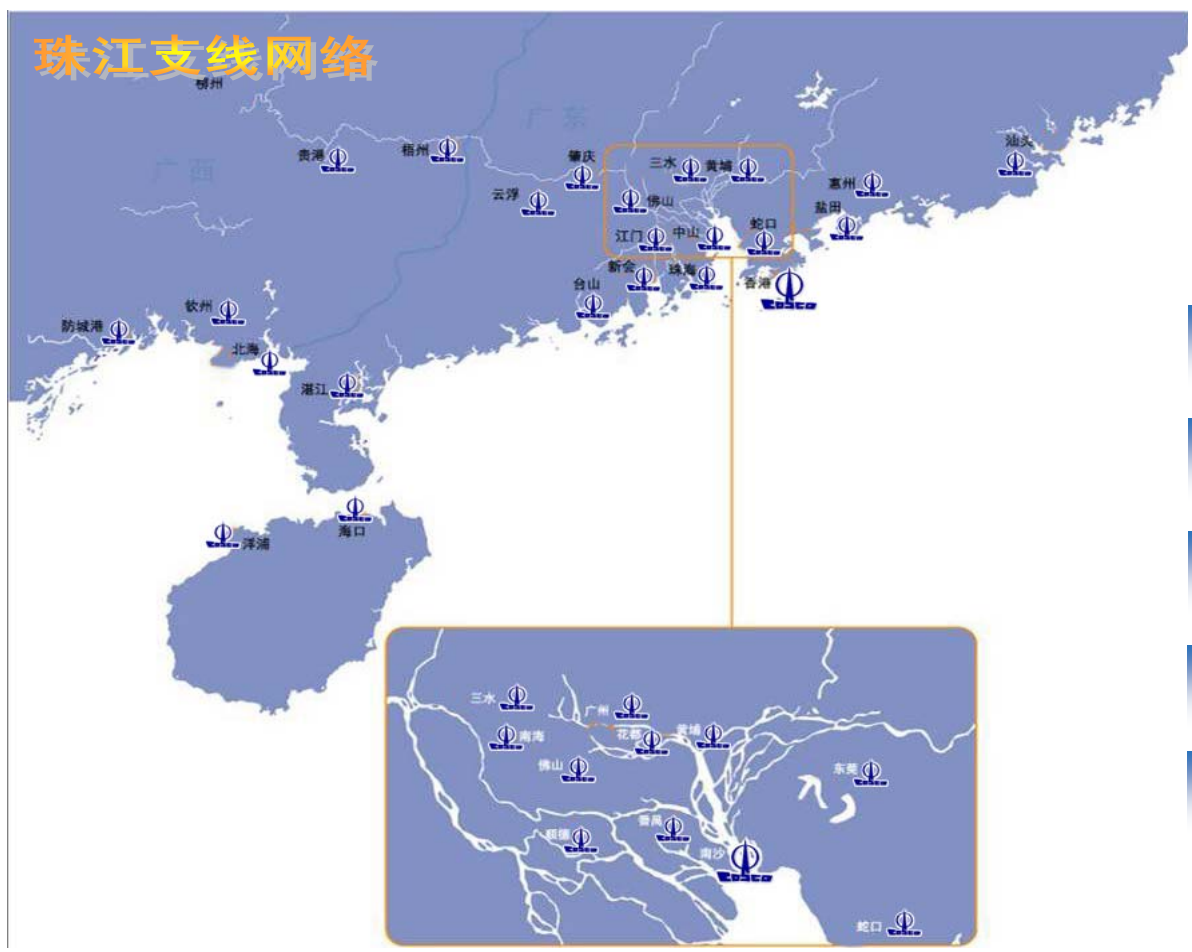 珠江支线网络
柳州
广东
广西
汕头
贵港
梧州
肇庆
三水
黄埔
惠州
云浮
佛山
盐田
江门
中山
蛇口
新会
珠海
香港
台山
钦州
防城港
北海
湛江
海口
洋浦
三水
广州
南海
花都
黄埔
佛山
东莞
顺德
番禺
南沙
蛇口
COSCO